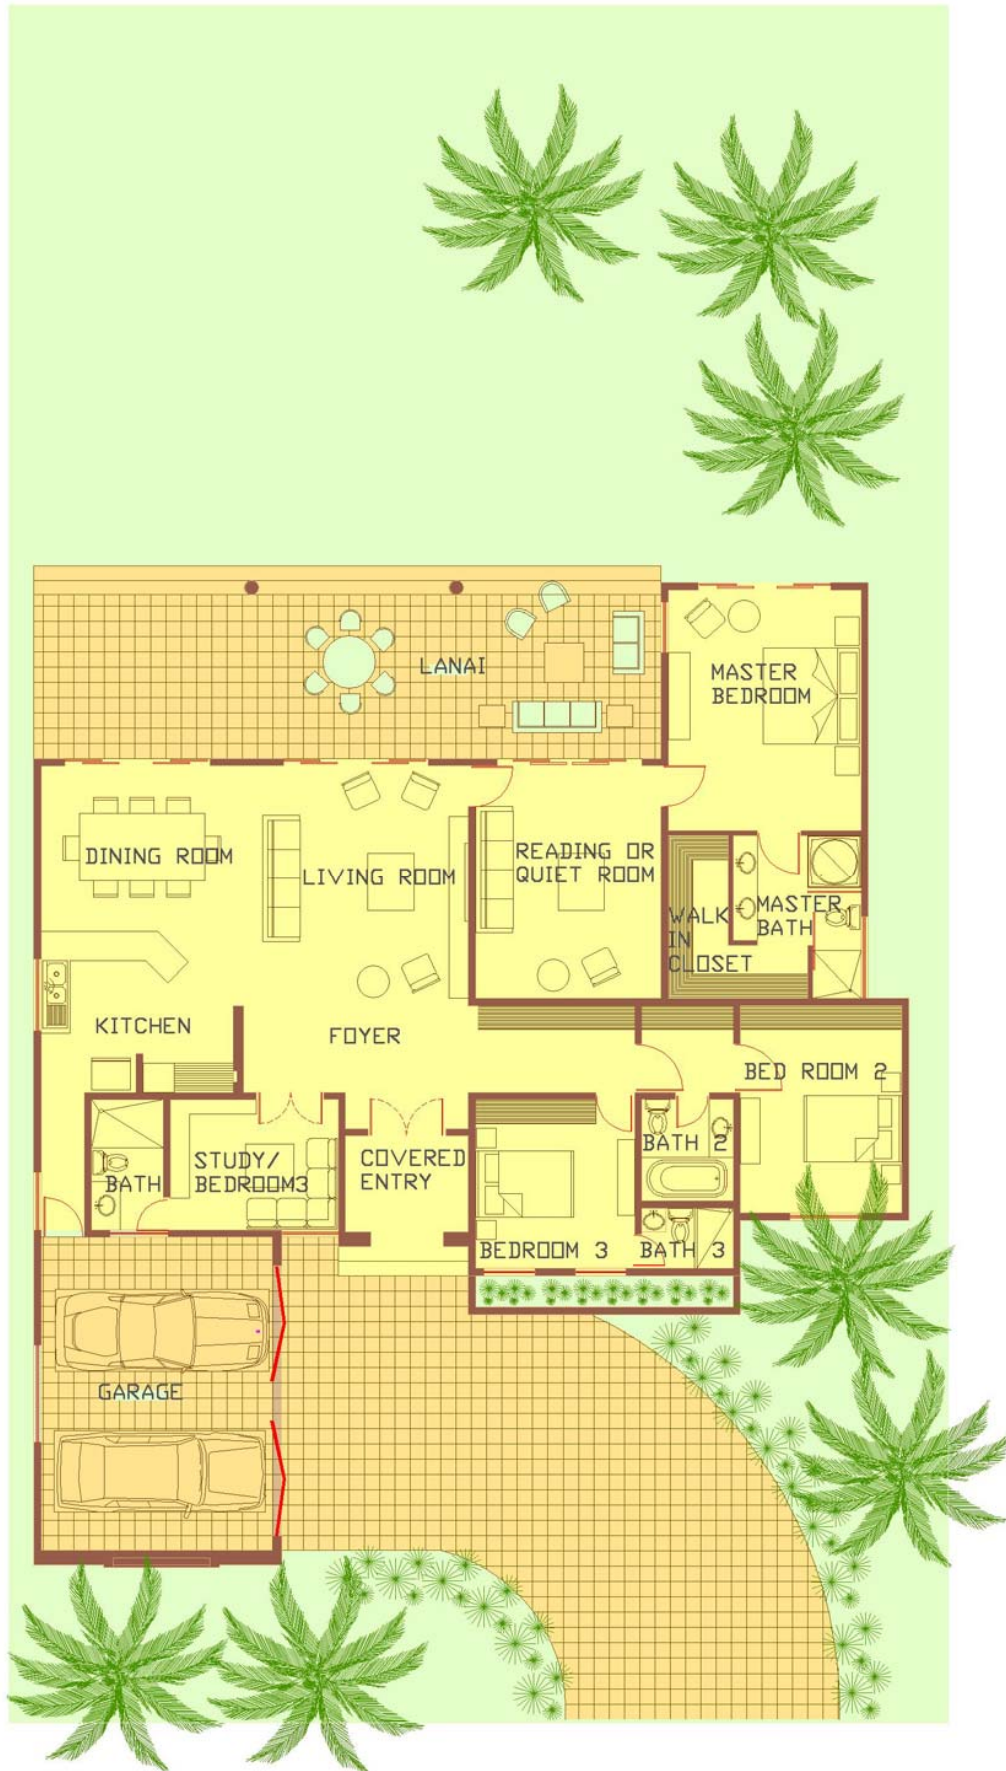 LANAI
MASTER
BEDROOM
DINING ROOM
LIVING ROOM
READING OR
QUIET ROOM
WALK
IN
CLOSET
MASTER
BATH
KITCHEN
FOYER
BED ROOM 2
BATH
STUDY/
BEDROOM3
COVERED
ENTRY
BATH 2
BEDROOM 3
BATH 3
GARAGE